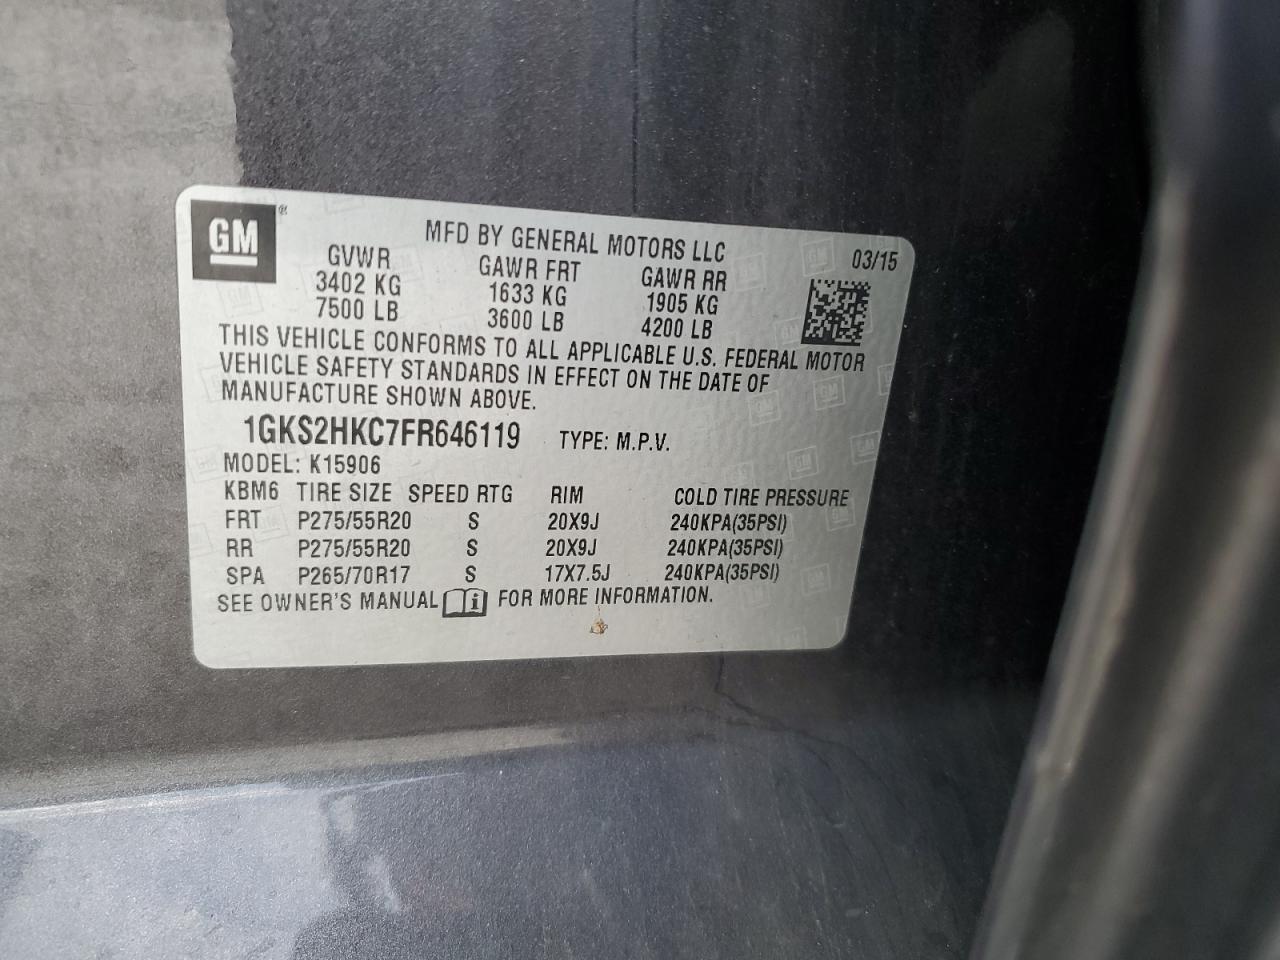 GM®
MFD BY GENERAL MOTORS LLC 03/15
GVWR GAWR FRT GAWR RR
3402 KG 1633 KG 1905 KG
7500 LB 3600 LB 4200 LB
THIS VEHICLE CONFORMS TO ALL APPLICABLE U.S. FEDERAL MOTOR
VEHICLE SAFETY STANDARDS IN EFFECT ON THE DATE OF
MANUFACTURE SHOWN ABOVE.
1GKS2HKC7FR646119 TYPE: M.P.V.
MODEL: K15906
KBM6 TIRE SIZE SPEED RTG RIM COLD TIRE PRESSURE
FRT P275/55R20 S 20X9J 240KPA(35PSI)
RR P275/55R20 S 20X9J 240KPA(35PSI)
SPA P265/70R17 S 17X7.5J 240KPA(35PSI)
SEE OWNER'S MANUAL i FOR MORE INFORMATION.